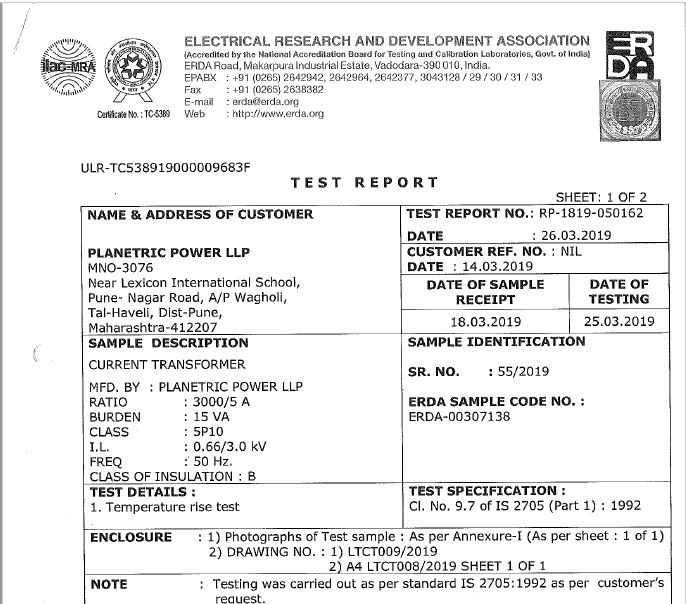 ELECTRICAL RESEARCH AND DEVELOPMENT ASSOCIATION
(Accredited by the National Accreditation Board for Testing and Calibration Laboratories, Govt. of India)
ERDA Road, Makarpura Industrial Estate, Vadodara-390 010, India.
EPABX : +91 (0265) 2642942, 2642964, 2642377, 3043128 / 29 / 30 / 31 / 33
Fax : +91 (0265) 2638382
E-mail : erda@erda.org
Web : http://www.erda.org
ilac-MRA
Certificate No. : TC-5389
ER
DA
ULR-TC538919000009683F
TEST REPORT
SHEET: 1 OF 2
NAME & ADDRESS OF CUSTOMER
PLANETRIC POWER LLP
MNO-3076
Near Lexicon International School,
Pune- Nagar Road, A/P Wagholi,
Tal-Haveli, Dist-Pune,
Maharashtra-412207
TEST REPORT NO.: RP-1819-050162
DATE : 26.03.2019
CUSTOMER REF. NO. : NIL
DATE : 14.03.2019
DATE OF SAMPLE RECEIPT
DATE OF TESTING
18.03.2019
25.03.2019
SAMPLE DESCRIPTION
CURRENT TRANSFORMER
MFD. BY : PLANETRIC POWER LLP
RATIO : 3000/5 A
BURDEN : 15 VA
CLASS : 5P10
I.L. : 0.66/3.0 kV
FREQ : 50 Hz.
CLASS OF INSULATION : B
SAMPLE IDENTIFICATION
SR. NO. : 55/2019
ERDA SAMPLE CODE NO. :
ERDA-00307138
TEST DETAILS :
1. Temperature rise test
TEST SPECIFICATION :
Cl. No. 9.7 of IS 2705 (Part 1) : 1992
ENCLOSURE : 1) Photographs of Test sample : As per Annexure-I (As per sheet : 1 of 1)
2) DRAWING NO. : 1) LTCT009/2019
2) A4 LTCT008/2019 SHEET 1 OF 1
NOTE : Testing was carried out as per standard IS 2705:1992 as per customer's
request.